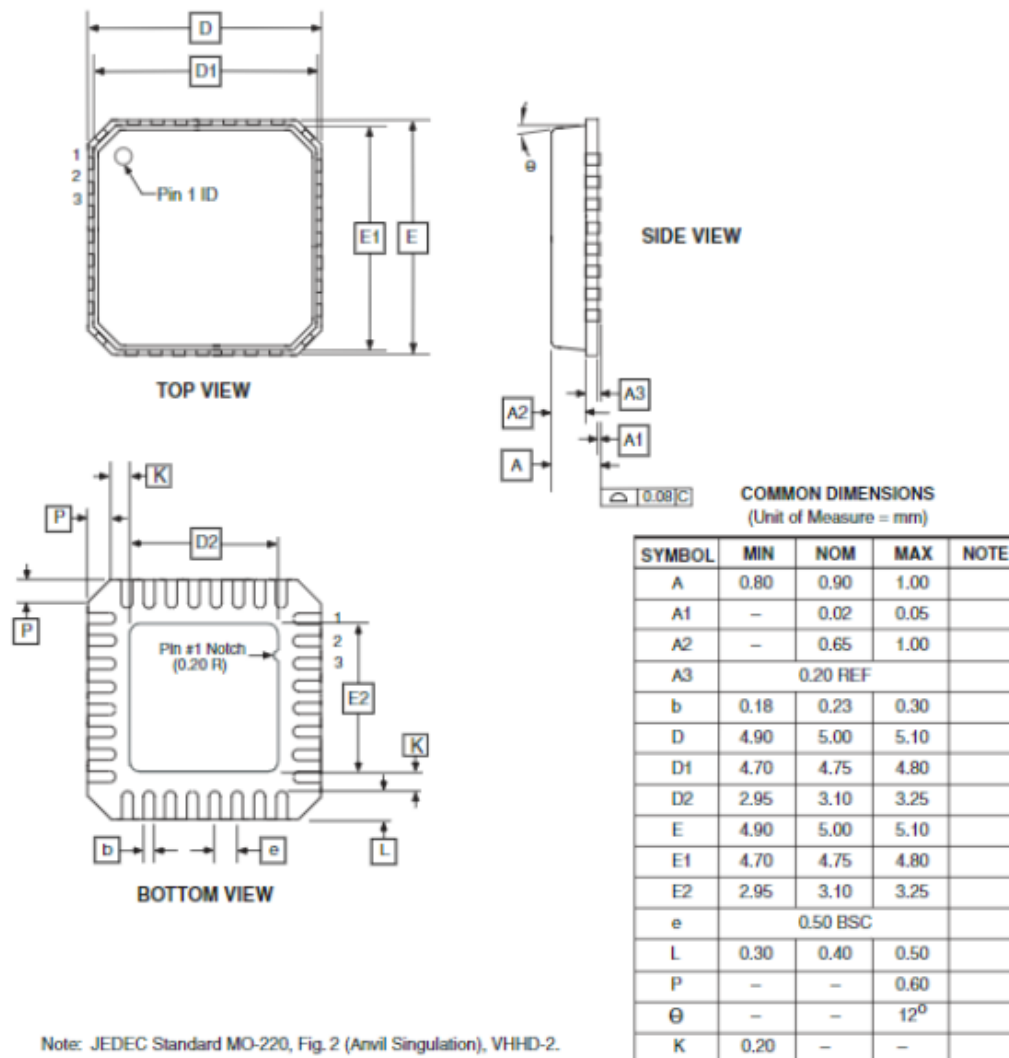 D
D1
1
2
3
Pin 1 ID
E1
E
TOP VIEW
Θ
SIDE VIEW
A3
A2
A1
A
0.08 C
K
P
D2
P
Pin #1 Notch
(0.20 R)
1
2
3
E2
K
b
e
L
BOTTOM VIEW
COMMON DIMENSIONS
(Unit of Measure = mm)
SYMBOL MIN NOM MAX NOTE
A 0.80 0.90 1.00
A1 – 0.02 0.05
A2 – 0.65 1.00
A3 0.20 REF
b 0.18 0.23 0.30
D 4.90 5.00 5.10
D1 4.70 4.75 4.80
D2 2.95 3.10 3.25
E 4.90 5.00 5.10
E1 4.70 4.75 4.80
E2 2.95 3.10 3.25
e 0.50 BSC
L 0.30 0.40 0.50
P – – 0.60
Θ – – 12°
K 0.20 – –
Note: JEDEC Standard MO-220, Fig. 2 (Anvil Singulation), VHHD-2.